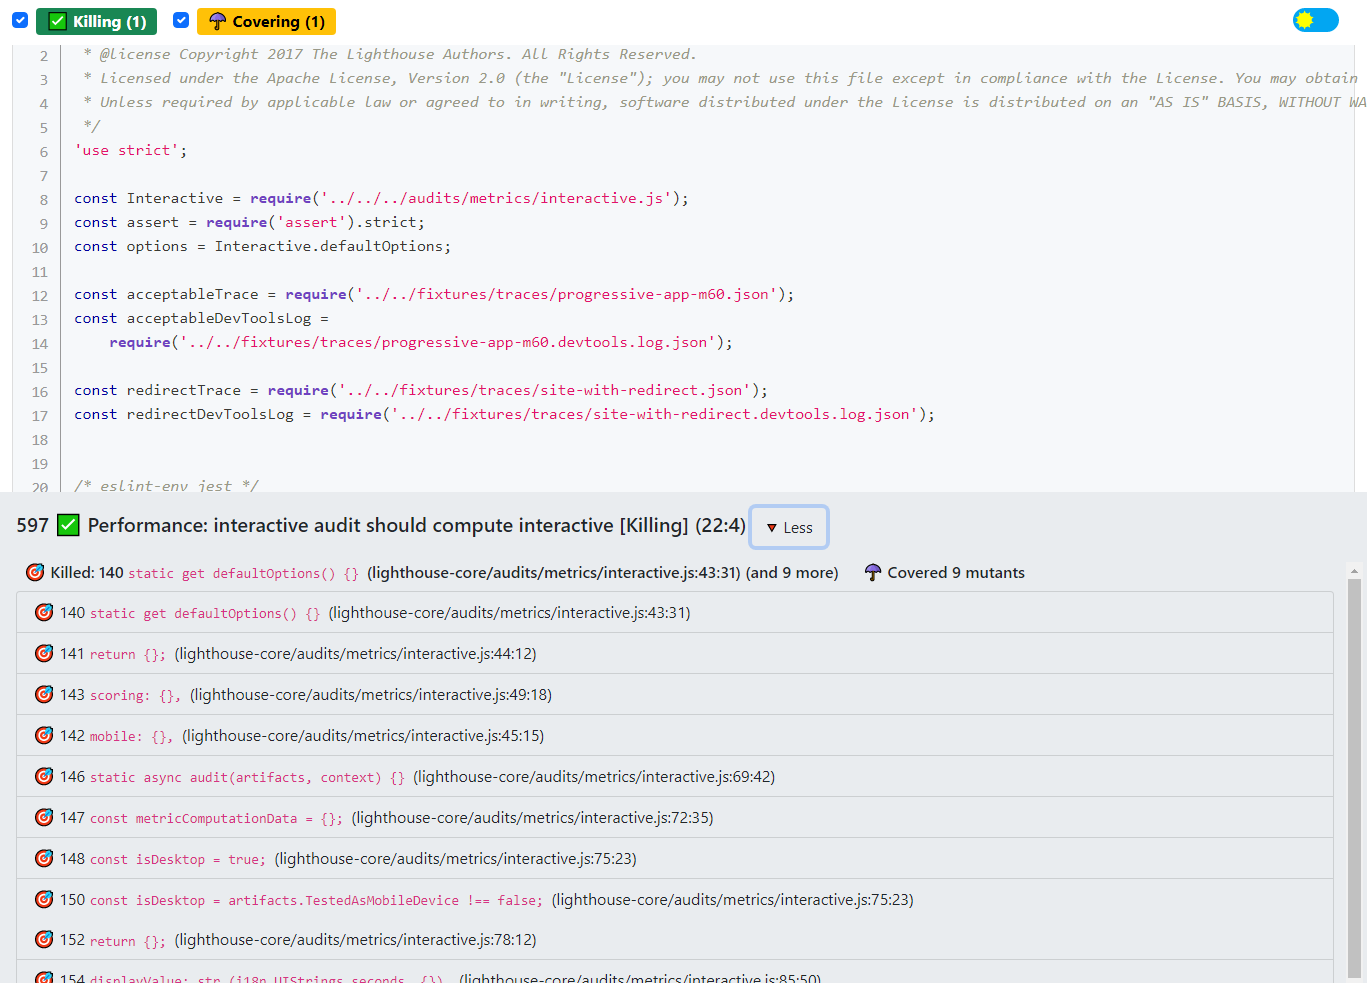 Killing (1) Covering (1)
2 * @license Copyright 2017 The Lighthouse Authors. All Rights Reserved.
3 * Licensed under the Apache License, Version 2.0 (the "License"); you may not use this file except in compliance with the License. You may obtain
4 * Unless required by applicable law or agreed to in writing, software distributed under the License is distributed on an "AS IS" BASIS, WITHOUT WA
5 */
6 'use strict';
7
8 const Interactive = require('../../../audits/metrics/interactive.js');
9 const assert = require('assert').strict;
10 const options = Interactive.defaultOptions;
11
12 const acceptableTrace = require('../../fixtures/traces/progressive-app-m60.json');
13 const acceptableDevToolsLog =
14 require('../../fixtures/traces/progressive-app-m60.devtools.log.json');
15
16 const redirectTrace = require('../../fixtures/traces/site-with-redirect.json');
17 const redirectDevToolsLog = require('../../fixtures/traces/site-with-redirect.devtools.log.json');
18
19
20 /* eslint-env jest */
597 Performance: interactive audit should compute interactive [Killing] (22:4) Less
Killed: 140 static get defaultOptions() {} (lighthouse-core/audits/metrics/interactive.js:43:31) (and 9 more) Covered 9 mutants
140 static get defaultOptions() {} (lighthouse-core/audits/metrics/interactive.js:43:31)
141 return {}; (lighthouse-core/audits/metrics/interactive.js:44:12)
143 scoring: {}, (lighthouse-core/audits/metrics/interactive.js:49:18)
142 mobile: {}, (lighthouse-core/audits/metrics/interactive.js:45:15)
146 static async audit(artifacts, context) {} (lighthouse-core/audits/metrics/interactive.js:69:42)
147 const metricComputationData = {}; (lighthouse-core/audits/metrics/interactive.js:72:35)
148 const isDesktop = true; (lighthouse-core/audits/metrics/interactive.js:75:23)
150 const isDesktop = artifacts.TestedAsMobileDevice !== false; (lighthouse-core/audits/metrics/interactive.js:75:23)
152 return {}; (lighthouse-core/audits/metrics/interactive.js:78:12)
154 displayValue: str_(i18n.UIStrings.seconds, {}), (lighthouse-core/audits/metrics/interactive.js:85:50)